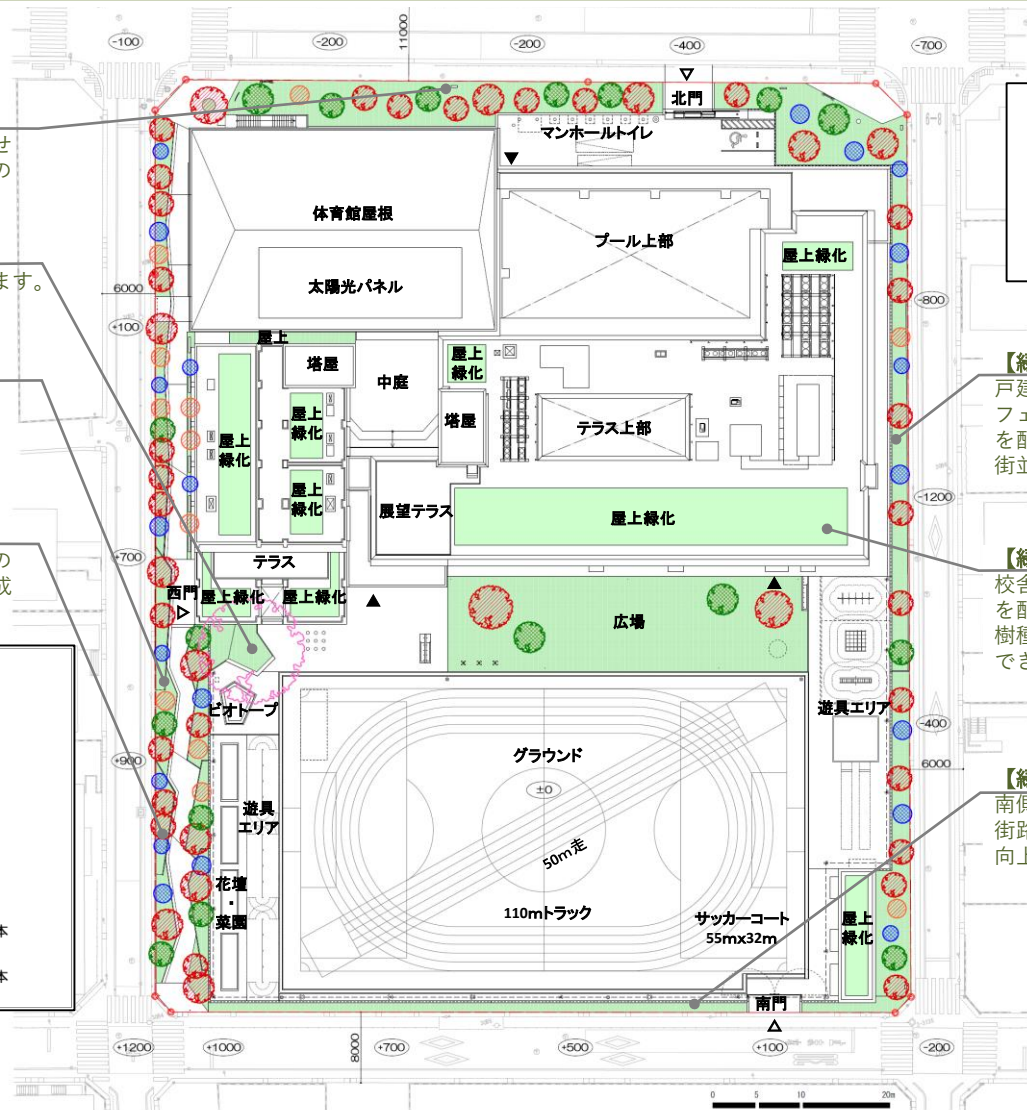 -100
-200
11000
-200
-400
-700
北門
マンホールトイレ
せ
の
体育館屋根
プール上部
屋上緑化
ます。
太陽光パネル
6000
+100
-800
屋上
塔屋
中庭
屋上
緑化
【緑
戸建
フェ
を配
街並
屋上
緑化
屋上
緑化
塔屋
テラス上部
屋上
緑化
展望テラス
屋上緑化
-1200
の
成
+700
テラス
西門
屋上緑化
屋上緑化
【緑
校舎
を配
樹種
でき
広場
ビオトープ
遊具エリア
-400
6000
+900
グラウンド
±0
遊具
エリア
【緑
南側
街路
向上
50m走
花壇
・
菜園
110mトラック
サッカーコート
55mx32m
屋上
緑化
本
本
南門
+1200
+1000
8000
+700
+500
+100
-200
0 5 10 20m